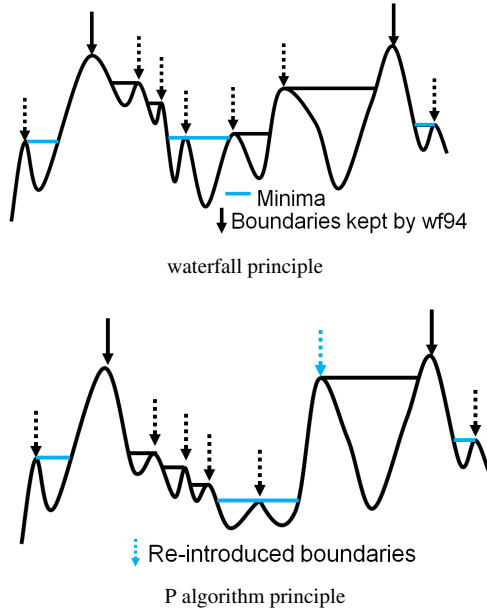 Minima
Boundaries kept by wf94
waterfall principle
Re-introduced boundaries
P algorithm principle